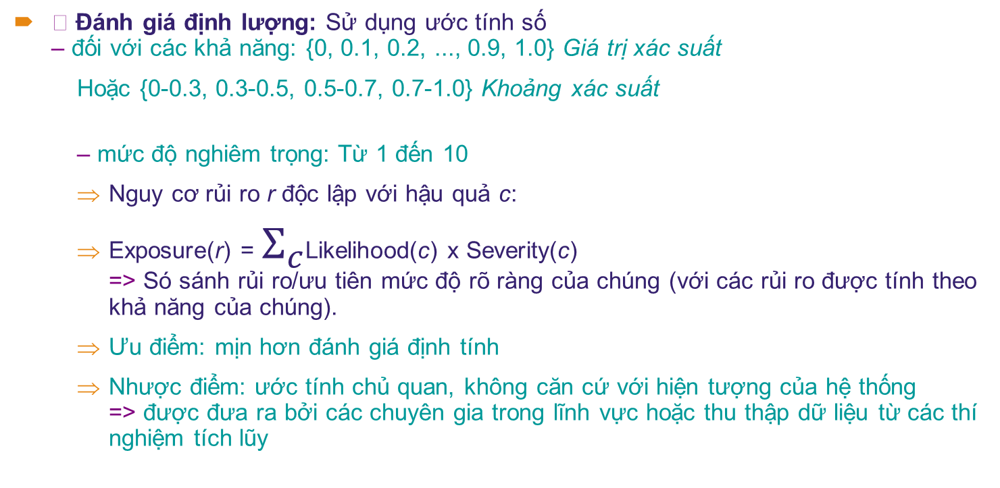 Đánh giá định lượng: Sử dụng ước tính số
– đối với các khả năng: {0, 0.1, 0.2, ..., 0.9, 1.0} Giá trị xác suất
Hoặc {0-0.3, 0.3-0.5, 0.5-0.7, 0.7-1.0} Khoảng xác suất
– mức độ nghiêm trọng: Từ 1 đến 10
⇒ Nguy cơ rủi ro r độc lập với hậu quả c:
⇒ Exposure(r) = ∑c Likelihood(c) x Severity(c)
=> Só sánh rủi ro/ưu tiên mức độ rõ ràng của chúng (với các rủi ro được tính theo
khả năng của chúng).
⇒ Ưu điểm: mịn hơn đánh giá định tính
⇒ Nhược điểm: ước tính chủ quan, không căn cứ với hiện tượng của hệ thống
=> được đưa ra bởi các chuyên gia trong lĩnh vực hoặc thu thập dữ liệu từ các thí
nghiệm tích lũy